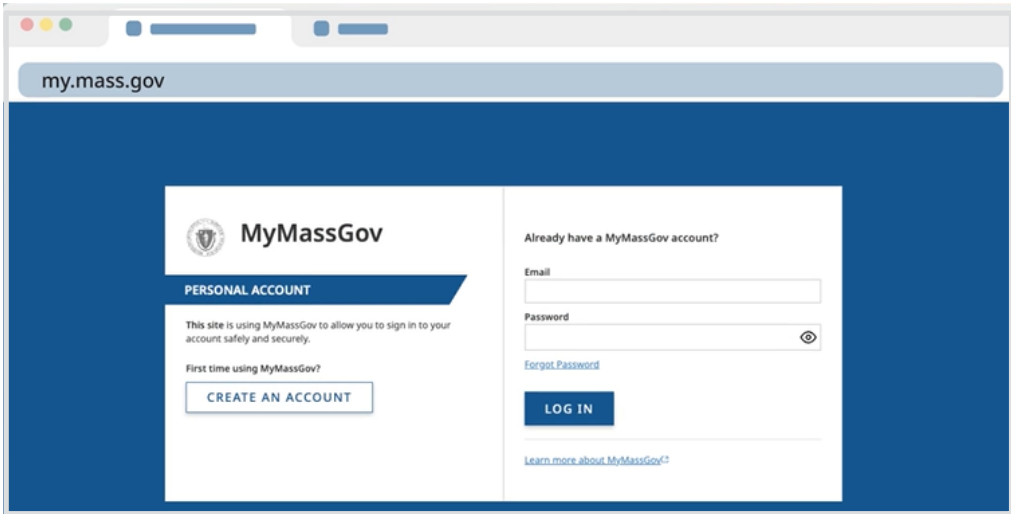 my.mass.gov
MyMassGov
PERSONAL ACCOUNT
This site is using MyMassGov to allow you to sign in to your
account safely and securely.
First time using MyMassGov?
CREATE AN ACCOUNT
Already have a MyMassGov account?
Email
Password
Forgot Password
LOG IN
Learn more about MyMassGov